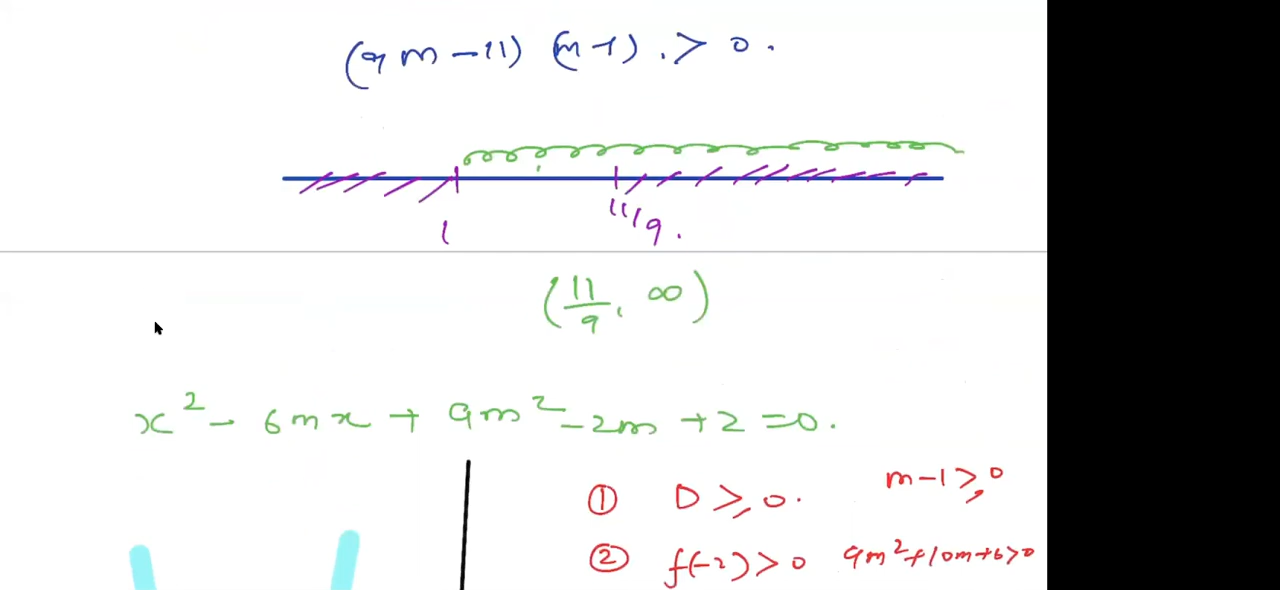 (9m-11) (m-1) . > 0 .
1 11/9 .
(11/9, ∞)
x² - 6mx + 9m² - 2m + 2 = 0 .
① D ≥ 0 . m-1 ≥ 0
② f(-2) > 0 9m²+10m+6>0